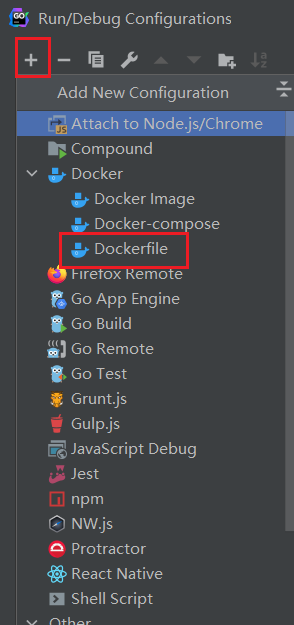 GO
Run/Debug Configurations
Add New Configuration
Attach to Node.js/Chrome
Compound
Docker
Docker Image
Docker-compose
Dockerfile
Firefox Remote
Go App Engine
Go Build
Go Remote
Go Test
Grunt.js
Gulp.js
JavaScript Debug
Jest
npm
NW.js
Protractor
React Native
Shell Script
Other